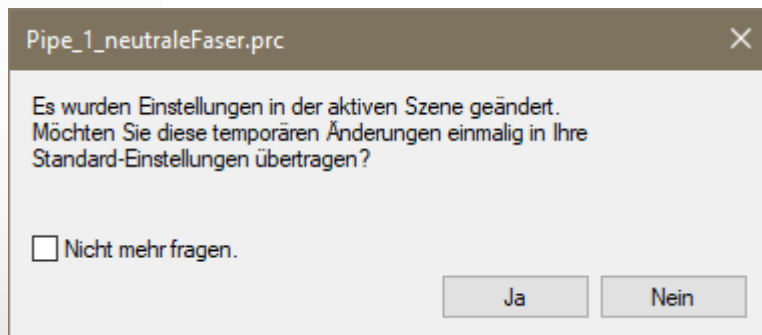 Pipe_1_neutraleFaser.prc
Es wurden Einstellungen in der aktiven Szene geändert.
Möchten Sie diese temporären Änderungen einmalig in Ihre
Standard-Einstellungen übertragen?
Nicht mehr fragen.
Ja
Nein